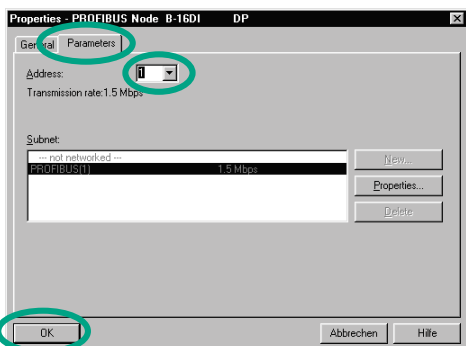 Properties - PROFIBUS Node B-16DI DP
General Parameters
Address: 1
Transmission rate:1.5 Mbps
Subnet:
--- not networked ---
PROFIBUS(1) 1.5 Mbps
New...
Properties...
Delete
OK Abbrechen Hilfe